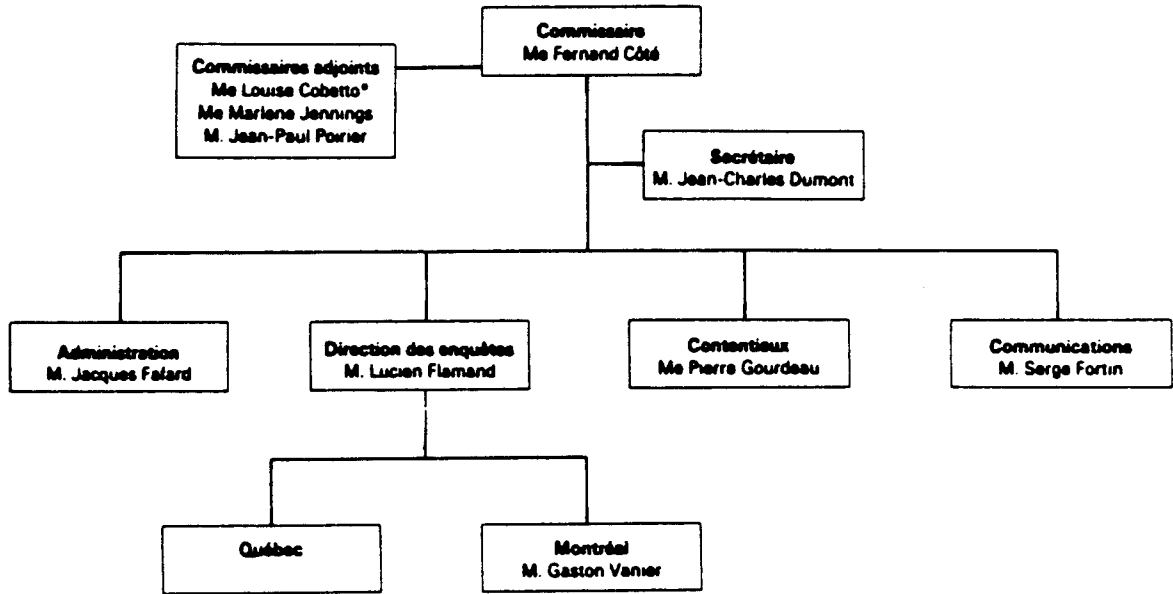 Commissaire
Me Fernand Côté
Commissaires adjoints
Me Louise Cobetto*
Me Marlene Jennings
M. Jean-Paul Poirier
Secrétaire
M. Jean-Charles Dumont
Administration
M. Jacques Fafard
Direction des enquêtes
M. Lucien Flamand
Contentieux
Me Pierre Gourdeau
Communications
M. Serge Fortin
Québec
Montréal
M. Gaston Vanier